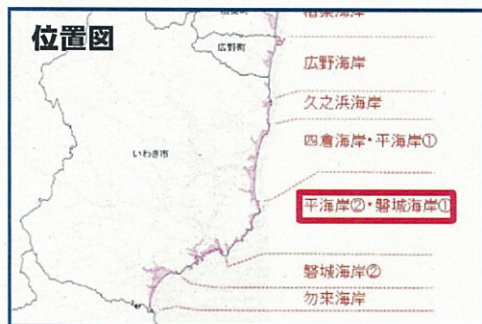 位置図
広野町
広野海岸
久之浜海岸
四倉海岸・平海岸①
いわき市
平海岸②・磐城海岸①
磐城海岸②
勿来海岸